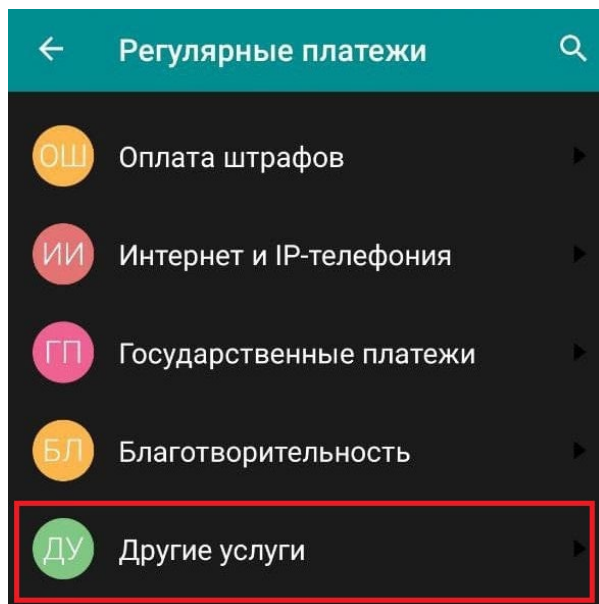 Регулярные платежи
ОШ Оплата штрафов
ИИ Интернет и IP-телефония
ГП Государственные платежи
БЛ Благотворительность
ДУ Другие услуги